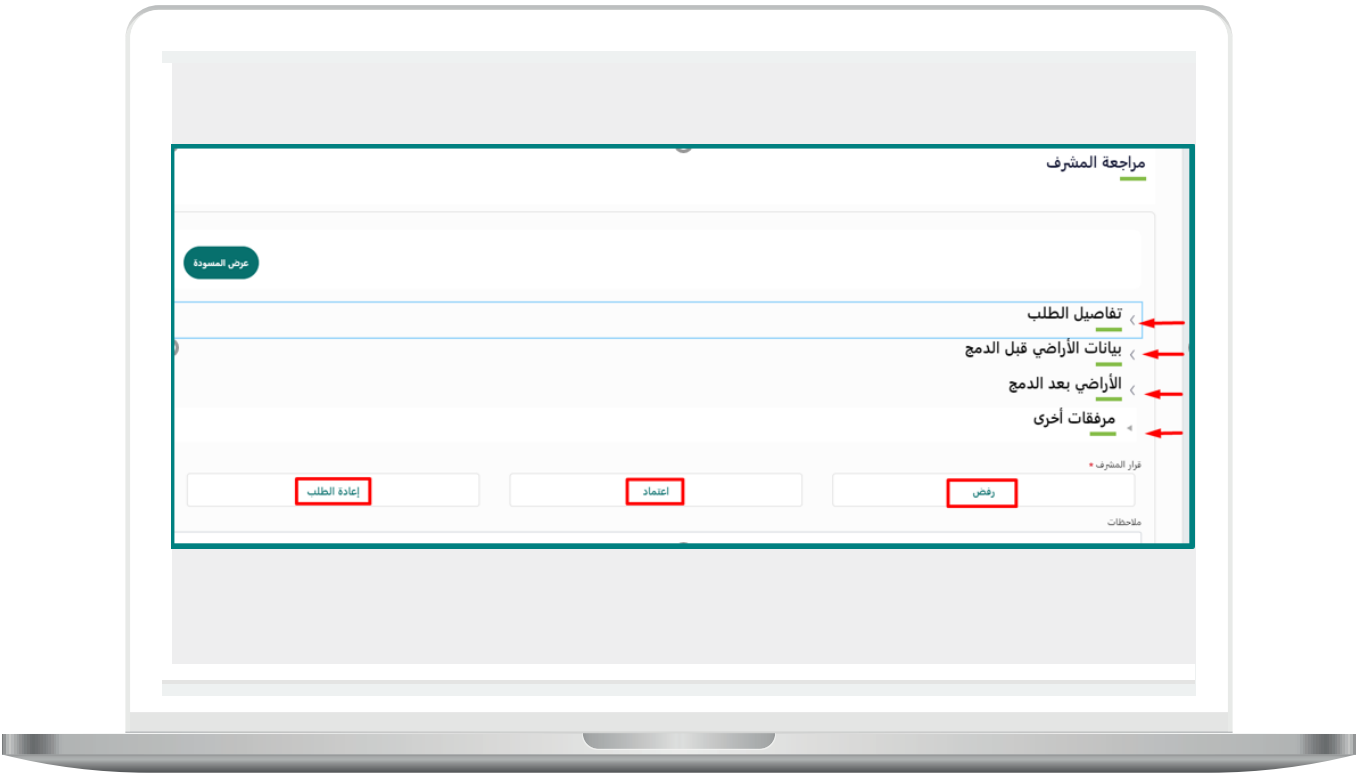 مراجعة المشرف
عرض المسودة
تفاصيل الطلب
بيانات الأراضي قبل الدمج
الأراضي بعد الدمج
مرفقات أخرى
قرار المشرف *
رفض اعتماد إعادة الطلب
ملاحظات